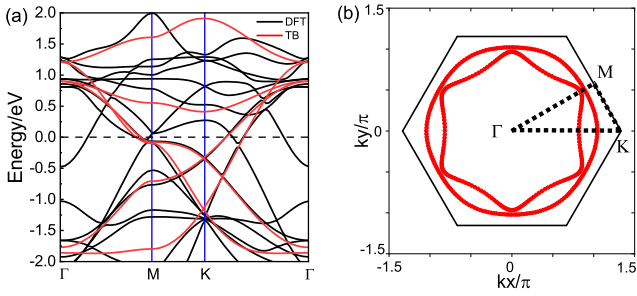 (a)
DFT
TB
Energy/eV
2.0
1.5
1.0
0.5
0.0
-0.5
-1.0
-1.5
-2.0
Γ M K Γ
(b)
ky/π
1.5
0
-1.5
Γ
M
K
-1.5 0 1.5
kx/π